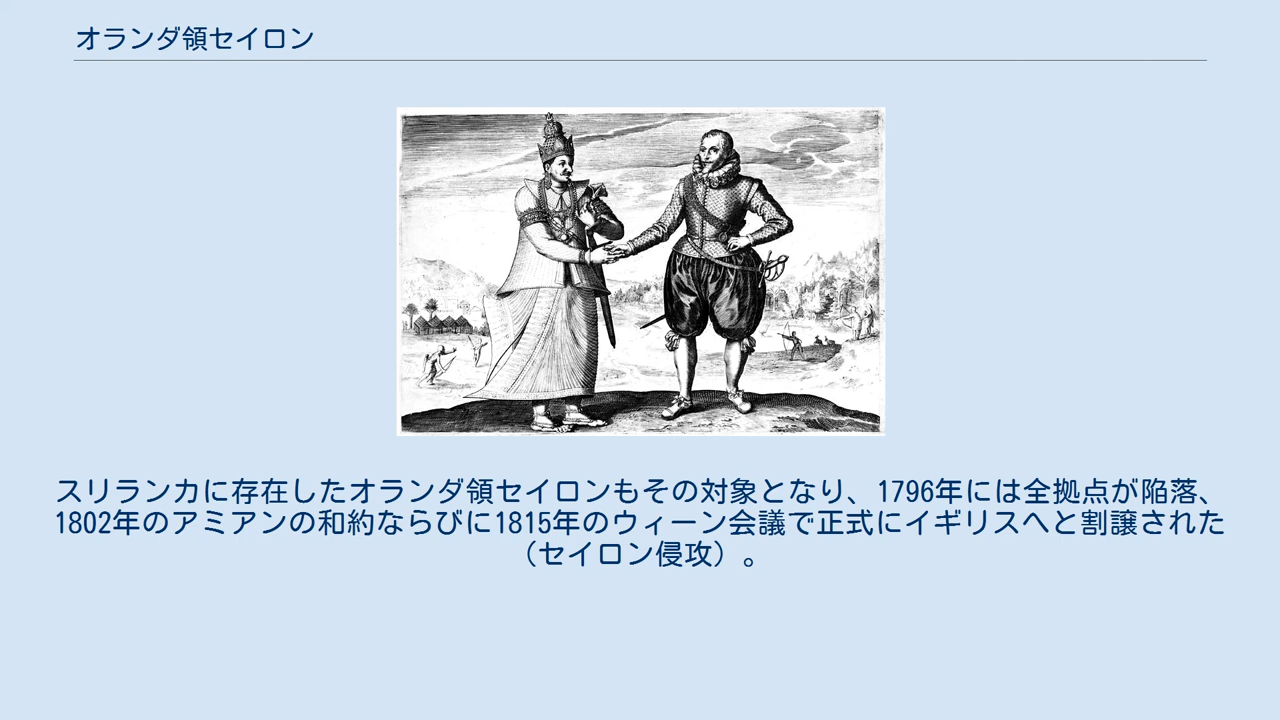 オランダ領セイロン
スリランカに存在したオランダ領セイロンもその対象となり、1796年には全拠点が陥落、
1802年のアミアンの和約ならびに1815年のウィーン会議で正式にイギリスへと割譲された
（セイロン侵攻）。